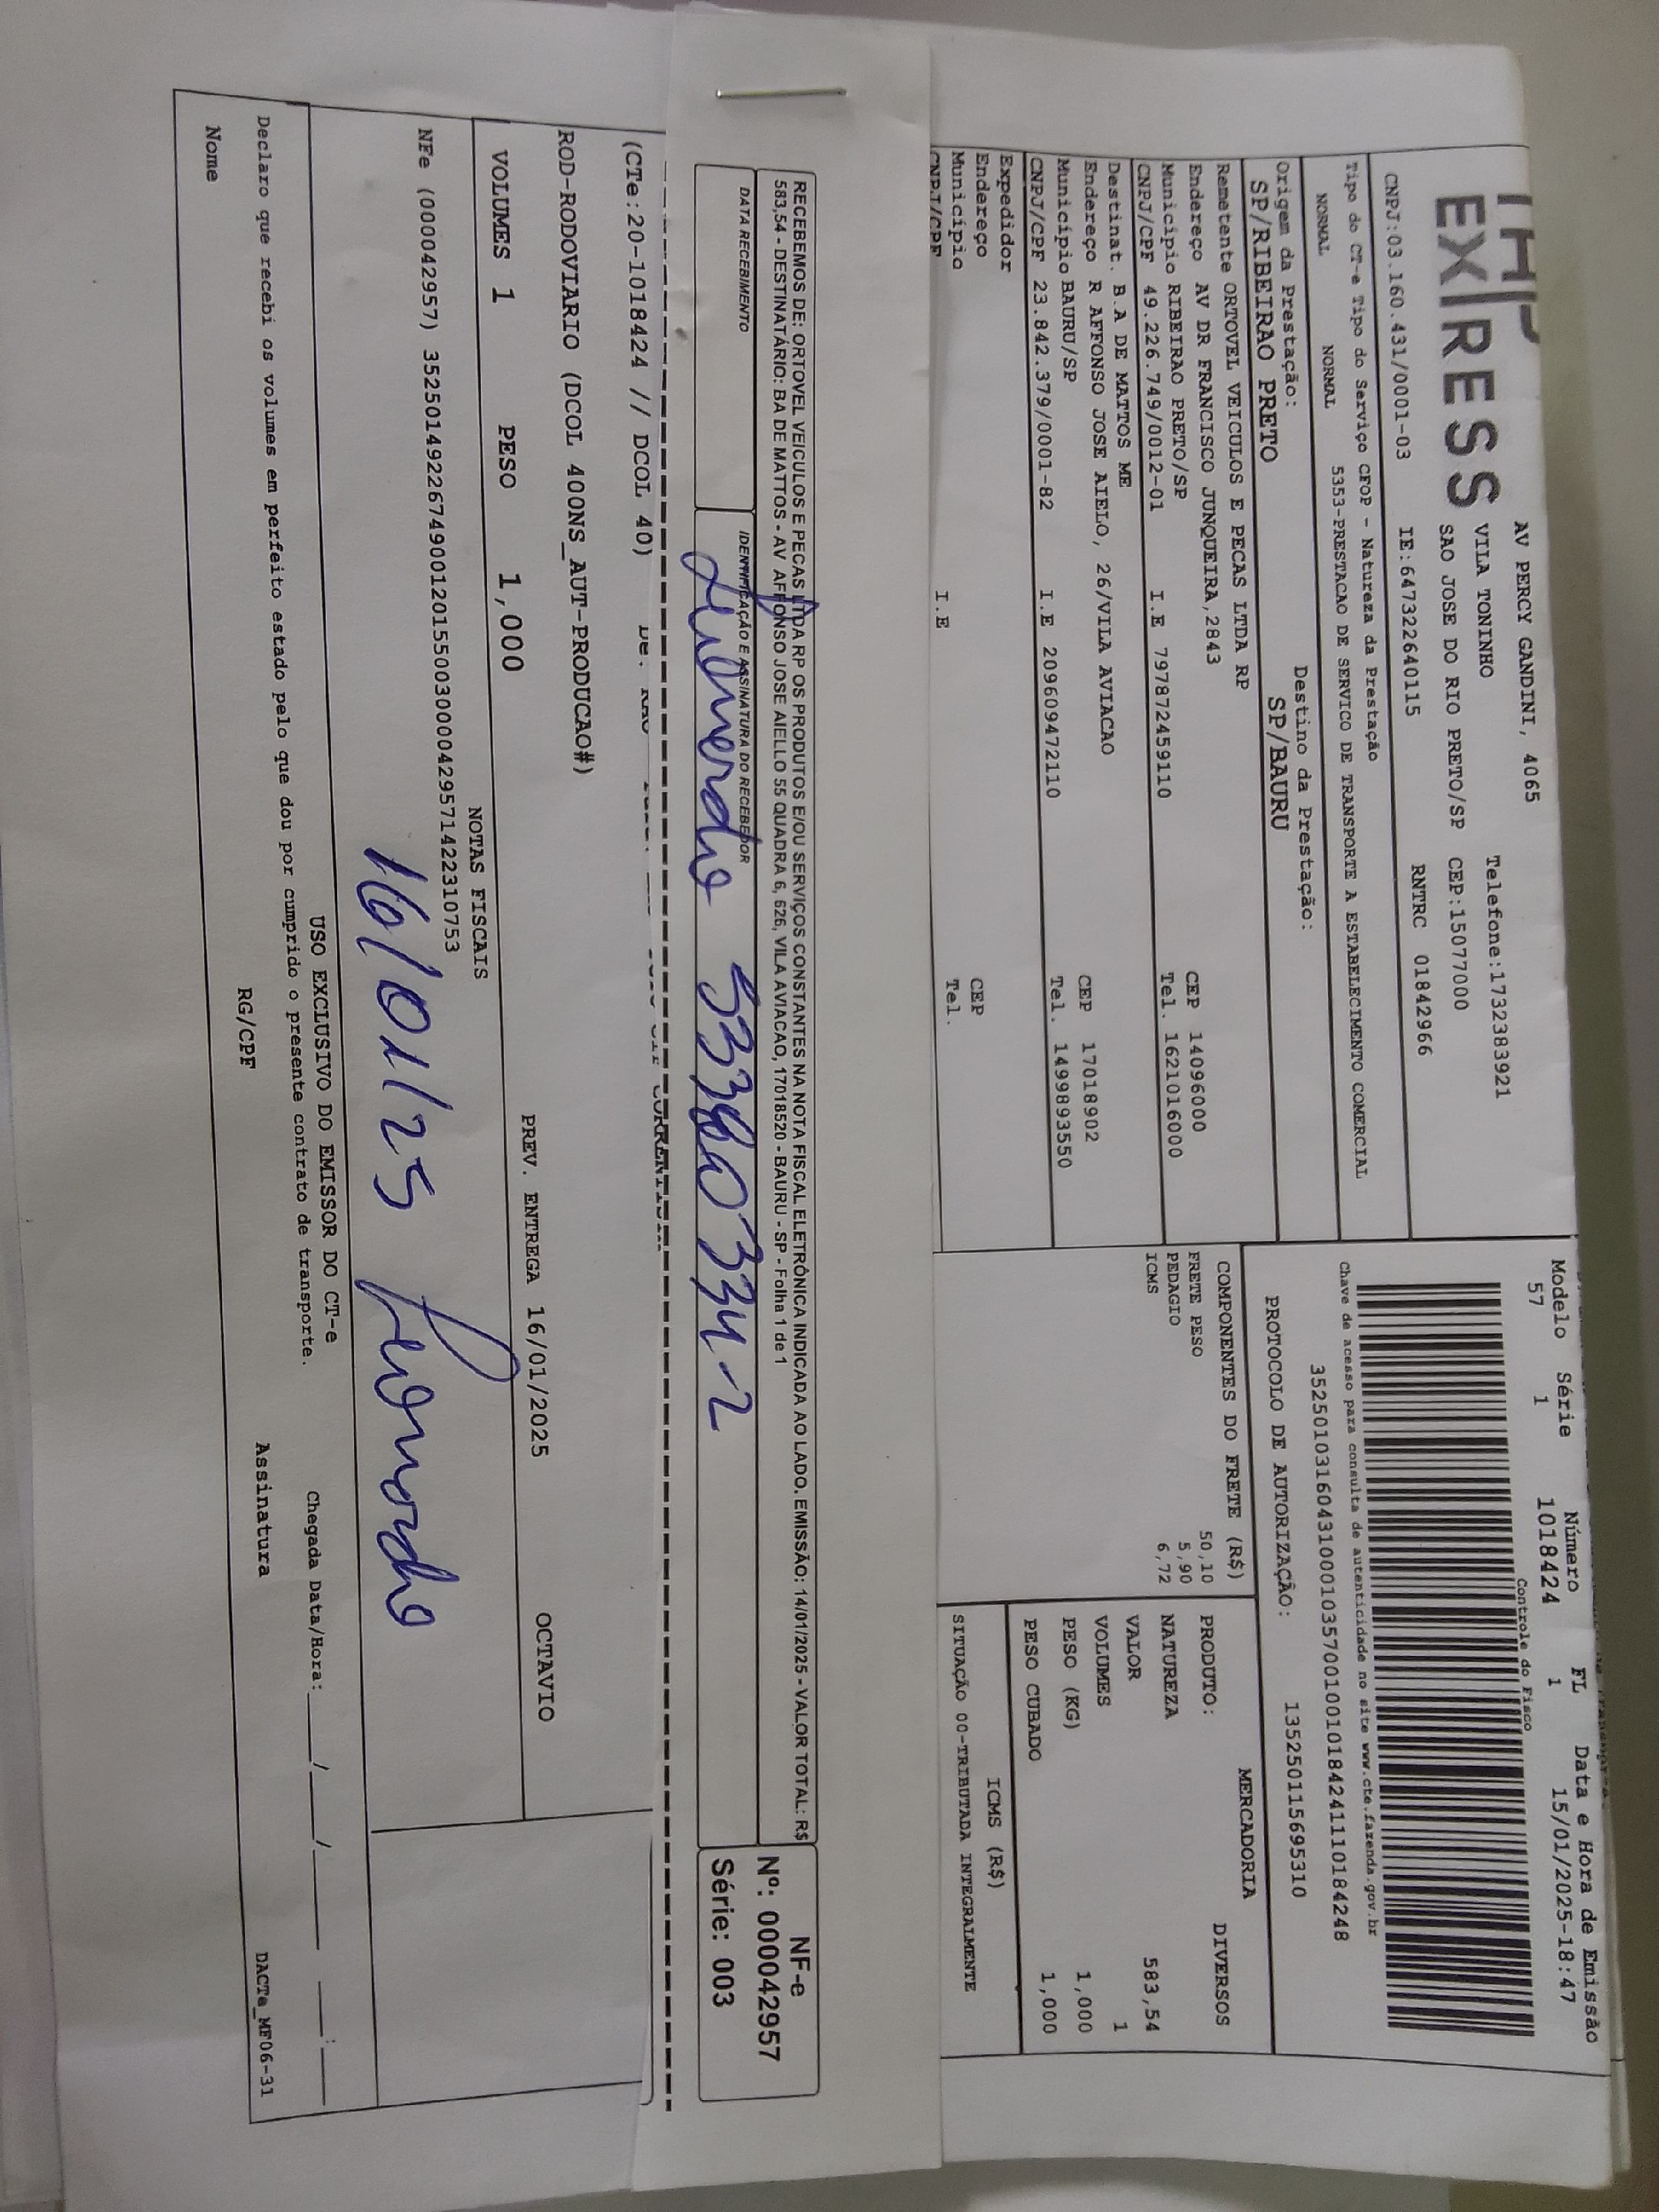 EX|RESS
AV PERCY GANDINI, 4065
VILA TONINHO
Telefone:1732383921
SAO JOSE DO RIO PRETO/SP CEP:15077000
CNPJ:03.160.431/0001-03 IE:647322640115 RNTRC 01842966
Tipo do CT-e Tipo do Serviço CFOP - Natureza da Prestação
NORMAL NORMAL 5353-PRESTACAO DE SERVICO DE TRANSPORTE A ESTABELECIMENTO COMERCIAL
Origem da Prestação: Destino da Prestação:
SP/RIBEIRAO PRETO SP/BAURU
Remetente ORTOVEL VEICULOS E PECAS LTDA RP
Endereço AV DR FRANCISCO JUNQUEIRA,2843 CEP 14096000
Município RIBEIRAO PRETO/SP Tel. 1621016000
CNPJ/CPF 49.226.749/0012-01 I.E 797872459110
Destinat. B.A DE MATTOS ME
Endereço R AFFONSO JOSE AIELO, 26/VILA AVIACAO CEP 17018902
Município BAURU/SP Tel. 14998993550
CNPJ/CPF 23.842.379/0001-82 I.E 209609472110
Expedidor
Endereço CEP
Município Tel.
CNPJ/CPF I.E
Modelo Série Número FL Data e Hora de Emissão
57 1 1018424 1 15/01/2025-18:47
Controle do Fisco
Chave de acesso para consulta de autenticidade no site www.cte.fazenda.gov.br
35250103160431000103570010010184241110184248
PROTOCOLO DE AUTORIZAÇÃO: 135250115695310
COMPONENTES DO FRETE (R$)
FRETE PESO 50,10
PEDAGIO 5,90
ICMS 6,72
MERCADORIA
PRODUTO: DIVERSOS
NATUREZA
VALOR 583,54
VOLUMES 1
PESO (KG) 1,000
PESO CUBADO 1,000
ICMS (R$)
SITUAÇÃO 00-TRIBUTADA INTEGRALMENTE
RECEBEMOS DE: ORTOVEL VEICULOS E PECAS LTDA RP OS PRODUTOS E/OU SERVIÇOS CONSTANTES NA NOTA FISCAL ELETRÔNICA INDICADA AO LADO. EMISSÃO: 14/01/2025 - VALOR TOTAL: R$
583,54 - DESTINATÁRIO: BA DE MATTOS - AV AFFONSO JOSE AIELLO 55 QUADRA 6, 626, VILA AVIACAO, 17018520 - BAURU - SP - Folha 1 de 1
DATA RECEBIMENTO IDENTIFICAÇÃO E ASSINATURA DO RECEBEDOR
NF-e
Nº: 000042957
Série: 003
(CTe:20-1018424 // DCOL 40)
ROD-RODOVIARIO (DCOL 400NS_AUT-PRODUCAO#)
VOLUMES 1 PESO 1,000 PREV. ENTREGA 16/01/2025 OCTAVIO
NOTAS FISCAIS
NFe (000042957) 35250149226749001201550030000429571422310753
16/01/25
USO EXCLUSIVO DO EMISSOR DO CT-e
Declaro que recebi os volumes em perfeito estado pelo que dou por cumprido o presente contrato de transporte.
Chegada Data/Hora:____/____/______ ____:____
Nome RG/CPF Assinatura
DACTe_MF06-31